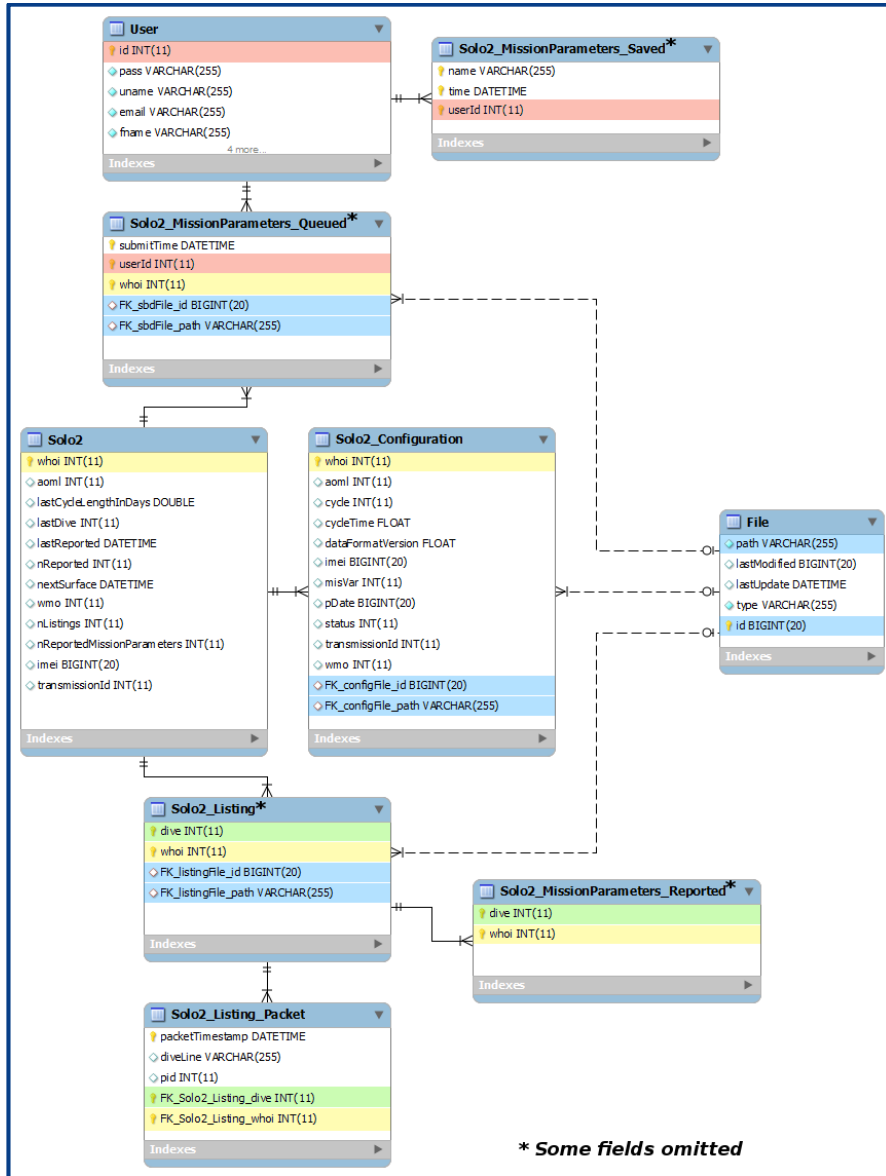 User
id INT(11)
pass VARCHAR(255)
uname VARCHAR(255)
email VARCHAR(255)
fname VARCHAR(255)
4 more...
Indexes
Solo2_MissionParameters_Saved*
name VARCHAR(255)
time DATETIME
userId INT(11)
Indexes
Solo2_MissionParameters_Queued*
submitTime DATETIME
userId INT(11)
whoi INT(11)
FK_sbdFile_id BIGINT(20)
FK_sbdFile_path VARCHAR(255)
Indexes
Solo2
whoi INT(11)
aoml INT(11)
lastCycleLengthInDays DOUBLE
lastDive INT(11)
lastReported DATETIME
nReported INT(11)
nextSurface DATETIME
wmo INT(11)
nListings INT(11)
nReportedMissionParameters INT(11)
imei BIGINT(20)
transmissionId INT(11)
Indexes
Solo2_Configuration
whoi INT(11)
aoml INT(11)
cycle INT(11)
cycleTime FLOAT
dataFormatVersion FLOAT
imei BIGINT(20)
misVar INT(11)
pDate BIGINT(20)
status INT(11)
transmissionId INT(11)
wmo INT(11)
FK_configFile_id BIGINT(20)
FK_configFile_path VARCHAR(255)
Indexes
File
path VARCHAR(255)
lastModified BIGINT(20)
lastUpdate DATETIME
type VARCHAR(255)
id BIGINT(20)
Indexes
Solo2_Listing*
dive INT(11)
whoi INT(11)
FK_listingFile_id BIGINT(20)
FK_listingFile_path VARCHAR(255)
Indexes
Solo2_MissionParameters_Reported*
dive INT(11)
whoi INT(11)
Indexes
Solo2_Listing_Packet
packetTimestamp DATETIME
diveLine VARCHAR(255)
pid INT(11)
FK_Solo2_Listing_dive INT(11)
FK_Solo2_Listing_whoi INT(11)
Indexes
* Some fields omitted